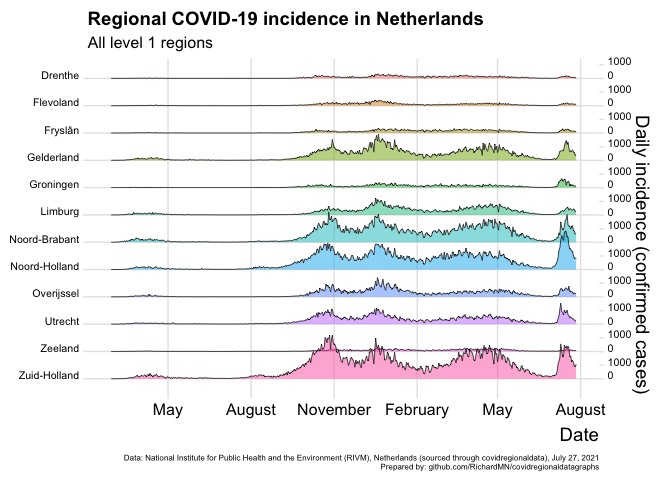 Regional COVID-19 incidence in Netherlands
All level 1 regions
Drenthe
1000
0
Flevoland
1000
0
Fryslân
1000
0
Gelderland
1000
0
Groningen
1000
0
Limburg
1000
0
Noord-Brabant
1000
0
Noord-Holland
1000
0
Overijssel
1000
0
Utrecht
1000
0
Zeeland
1000
0
Zuid-Holland
1000
0
Daily incidence (confirmed cases)
May August November February May August
Date
Data: National Institute for Public Health and the Environment (RIVM), Netherlands (sourced through covidregionaldata), July 27, 2021
Prepared by: github.com/RichardMN/covidregionaldatagraphs